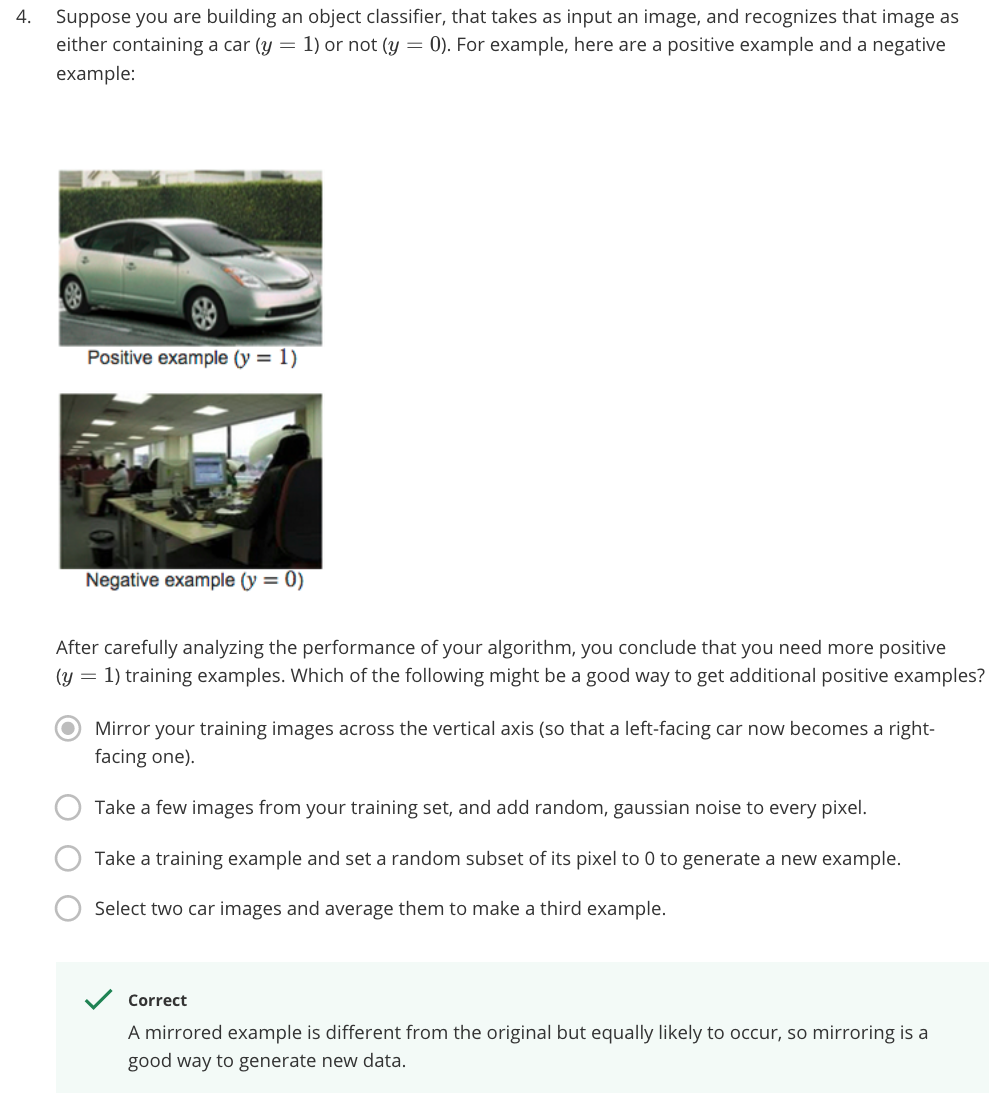 4. Suppose you are building an object classifier, that takes as input an image, and recognizes that image as
either containing a car (y = 1) or not (y = 0). For example, here are a positive example and a negative
example:
Positive example (y = 1)
Negative example (y = 0)
After carefully analyzing the performance of your algorithm, you conclude that you need more positive
(y = 1) training examples. Which of the following might be a good way to get additional positive examples?
Mirror your training images across the vertical axis (so that a left-facing car now becomes a right-
facing one).
Take a few images from your training set, and add random, gaussian noise to every pixel.
Take a training example and set a random subset of its pixel to 0 to generate a new example.
Select two car images and average them to make a third example.
Correct
A mirrored example is different from the original but equally likely to occur, so mirroring is a
good way to generate new data.